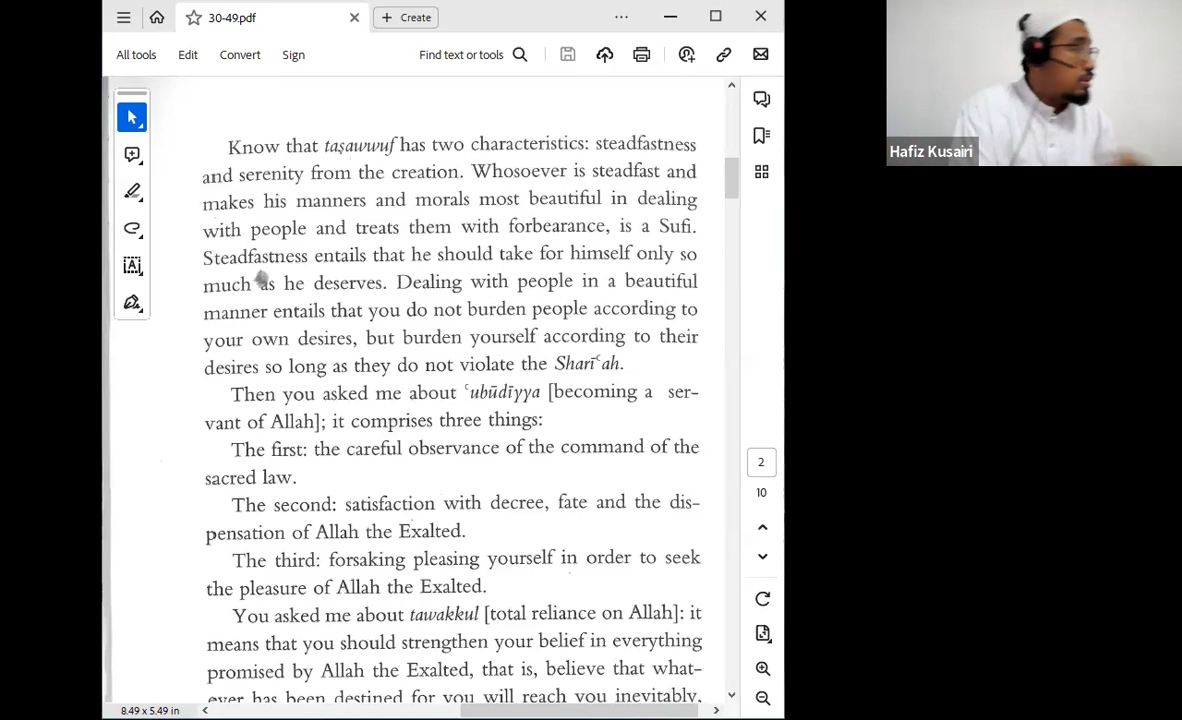 30-49.pdf
Create
All tools
Edit
Convert
Sign
Find text or tools
Know that taṣawwuf has two characteristics: steadfastness
and serenity from the creation. Whosoever is steadfast and
makes his manners and morals most beautiful in dealing
with people and treats them with forbearance, is a Sufi.
Steadfastness entails that he should take for himself only so
much as he deserves. Dealing with people in a beautiful
manner entails that you do not burden people according to
your own desires, but burden yourself according to their
desires so long as they do not violate the Sharīʿah.
Then you asked me about ʿubūdīyya [becoming a ser-
vant of Allah]; it comprises three things:
The first: the careful observance of the command of the
sacred law.
The second: satisfaction with decree, fate and the dis-
pensation of Allah the Exalted.
The third: forsaking pleasing yourself in order to seek
the pleasure of Allah the Exalted.
You asked me about tawakkul [total reliance on Allah]: it
means that you should strengthen your belief in everything
promised by Allah the Exalted, that is, believe that what-
ever has been destined for you will reach you inevitably,
2
10
8.49 x 5.49 in
Hafiz Kusairi